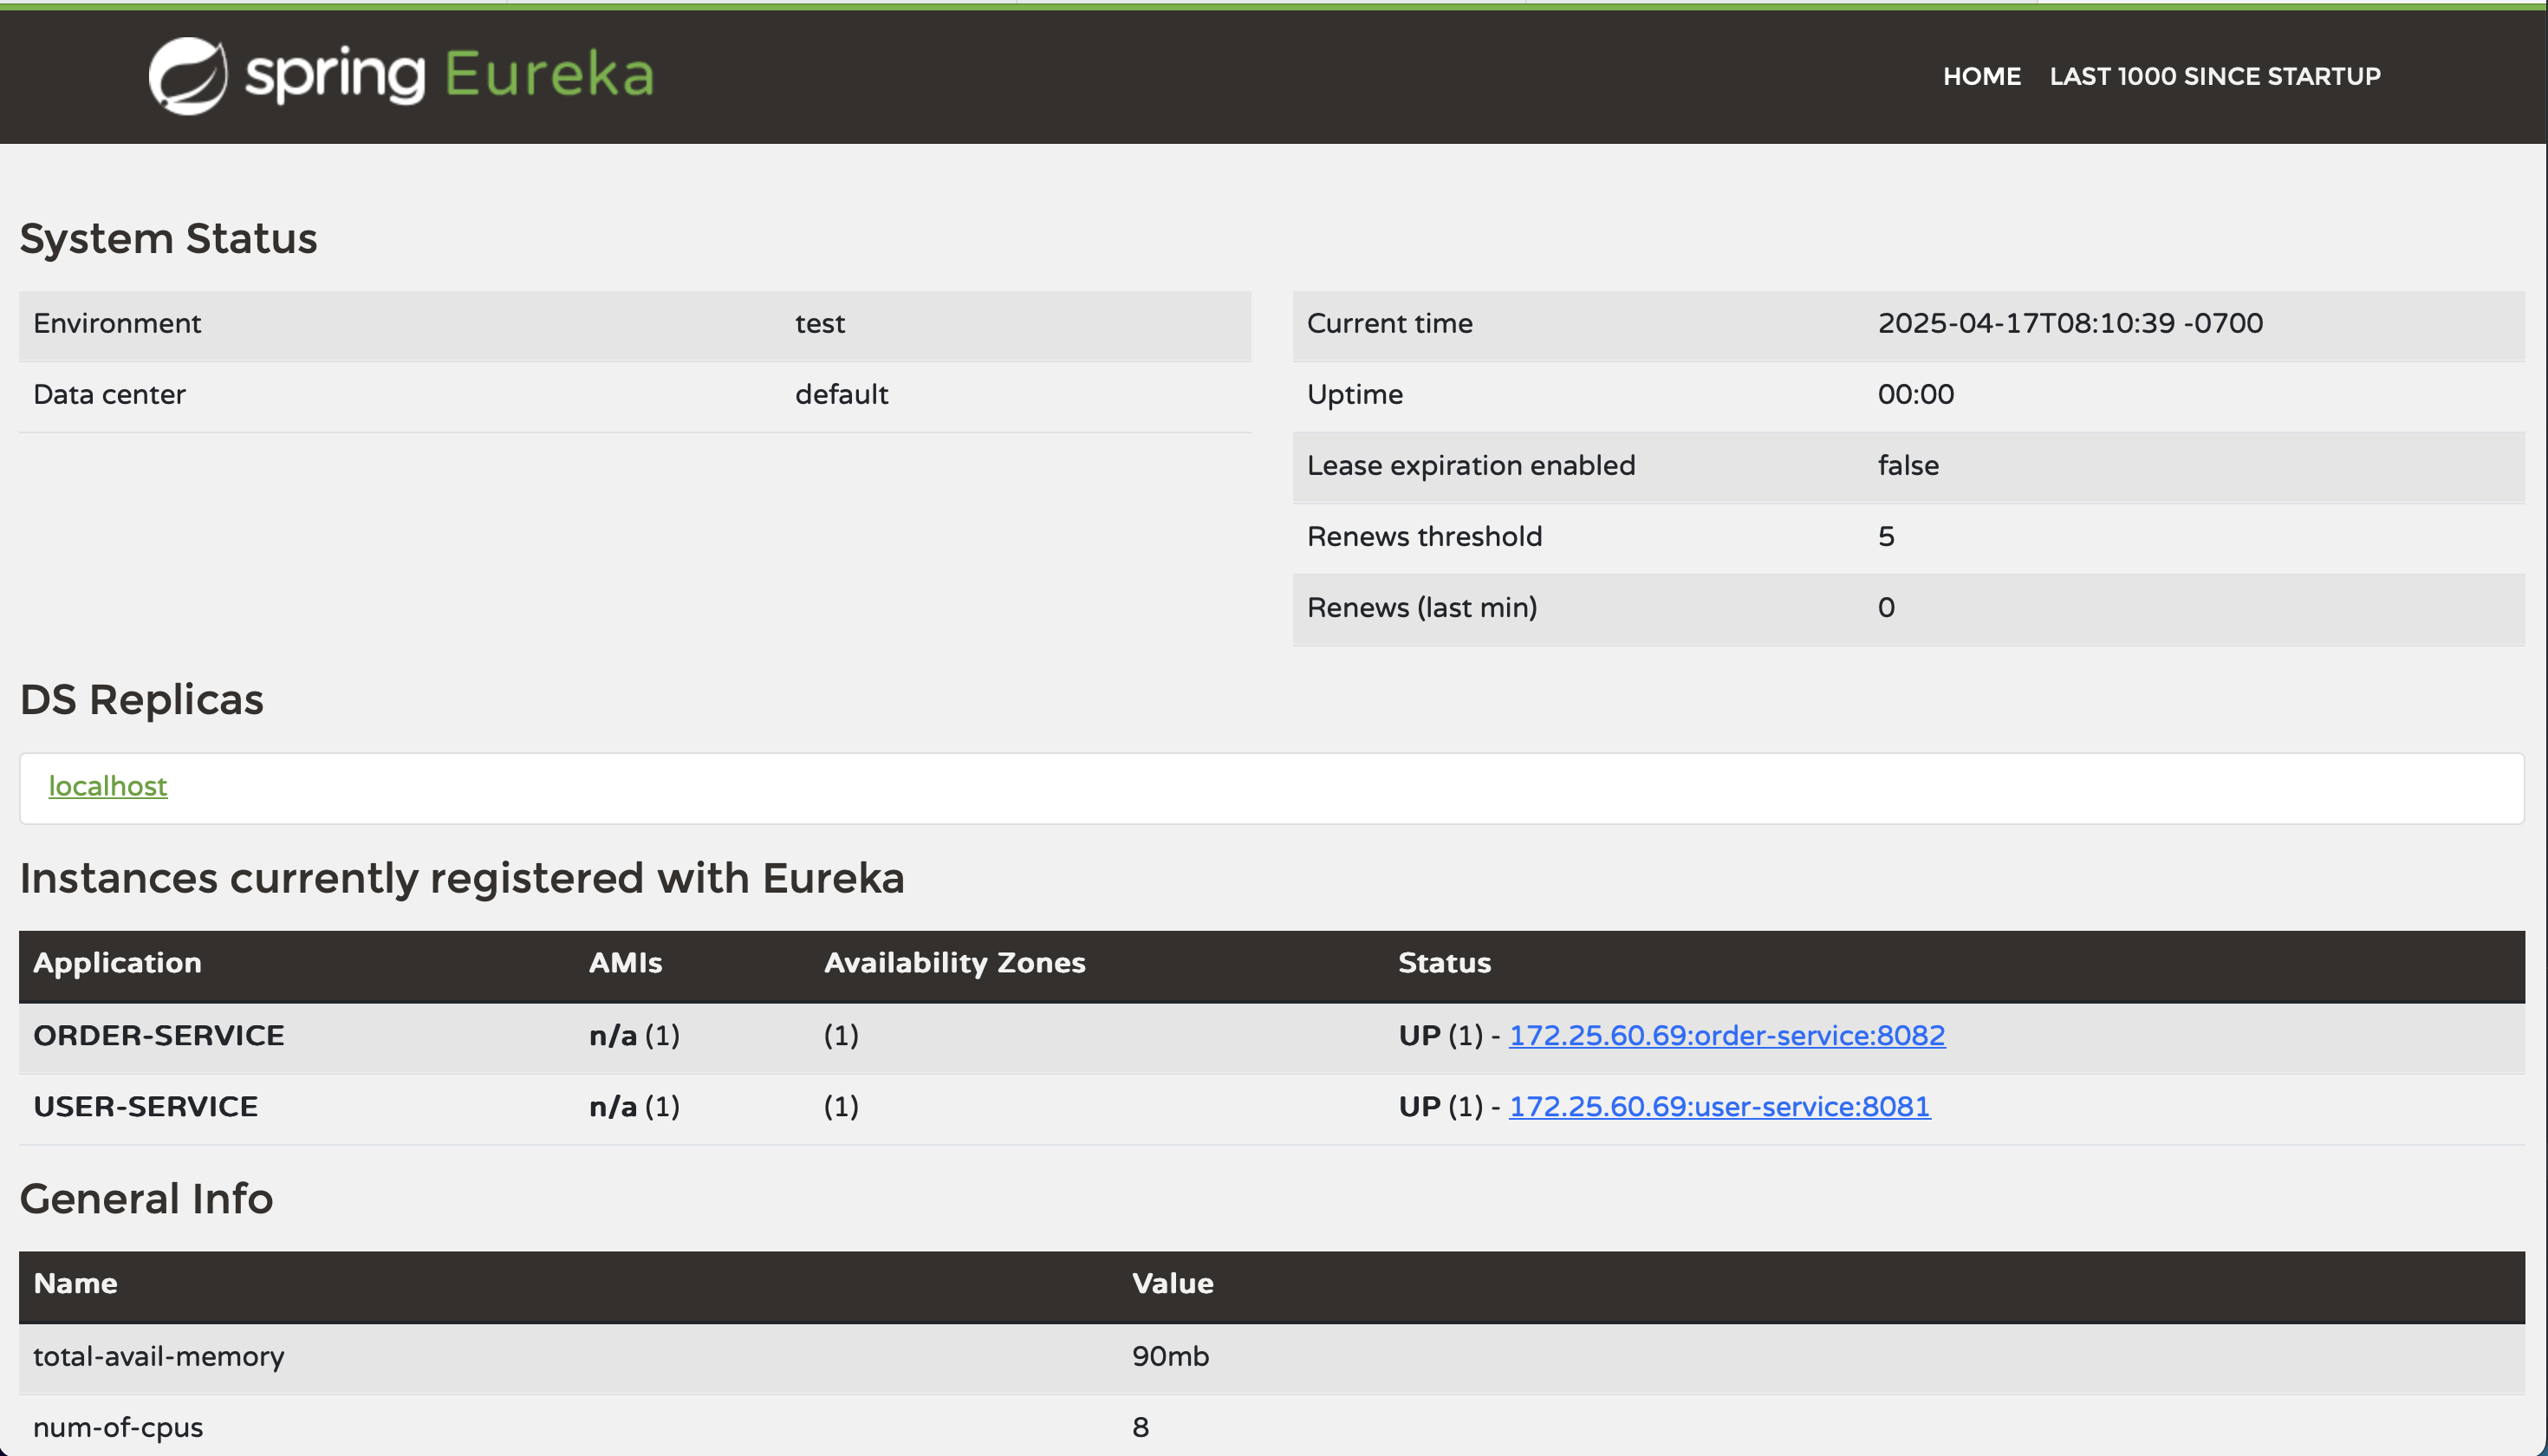 spring Eureka
HOME LAST 1000 SINCE STARTUP
System Status
Environment test
Data center default
Current time 2025-04-17T08:10:39 -0700
Uptime 00:00
Lease expiration enabled false
Renews threshold 5
Renews (last min) 0
DS Replicas
localhost
Instances currently registered with Eureka
Application AMIs Availability Zones Status
ORDER-SERVICE n/a (1) (1) UP (1) - 172.25.60.69:order-service:8082
USER-SERVICE n/a (1) (1) UP (1) - 172.25.60.69:user-service:8081
General Info
Name Value
total-avail-memory 90mb
num-of-cpus 8